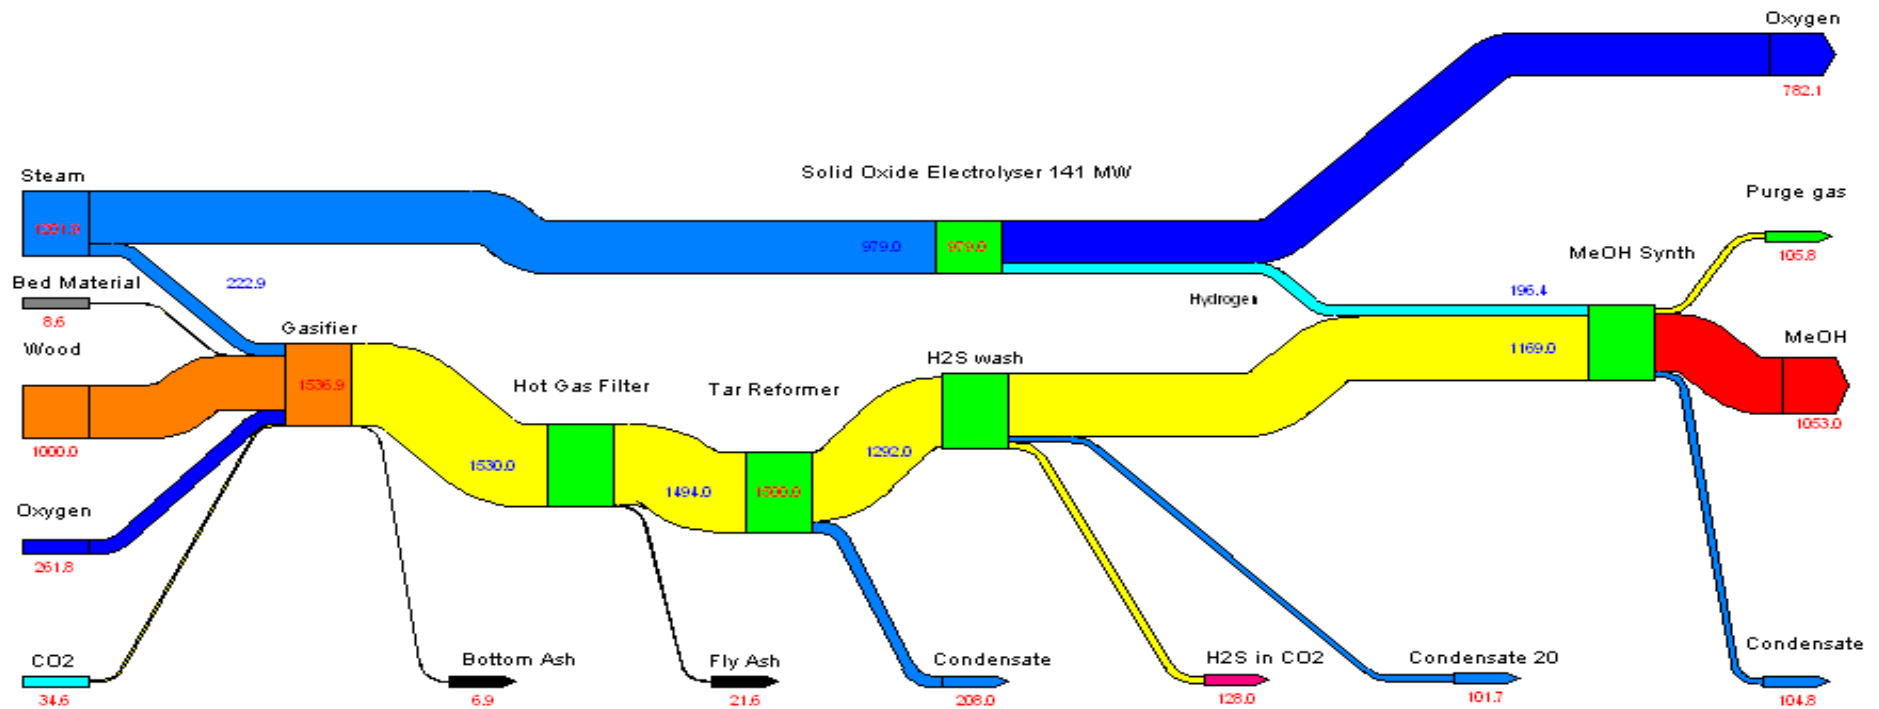 Oxygen
782.1
Solid Oxide Electrolyser 141 MW
Steam
Purge gas
979.0
979.0
MeOH Synth
105.8
222.9
Bed Material
196.4
Hydrogen
8.6
Gasifier
Wood
MeOH
1169.0
H2S wash
1536.9
Hot Gas Filter
Tar Reformer
1053.0
1000.0
1292.0
1530.0
1494.0
1500.0
Oxygen
261.8
CO2
Bottom Ash
Fly Ash
Condensate
H2S in CO2
Condensate 20
Condensate
34.6
6.9
208.0
128.0
101.7
104.8